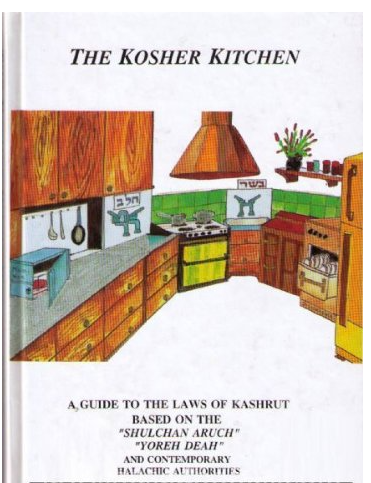 THE KOSHER KITCHEN
חלב
בשר
A GUIDE TO THE LAWS OF KASHRUT
BASED ON THE
"SHULCHAN ARUCH"
"YOREH DEAH"
AND CONTEMPORARY
HALACHIC AUTHORITIES